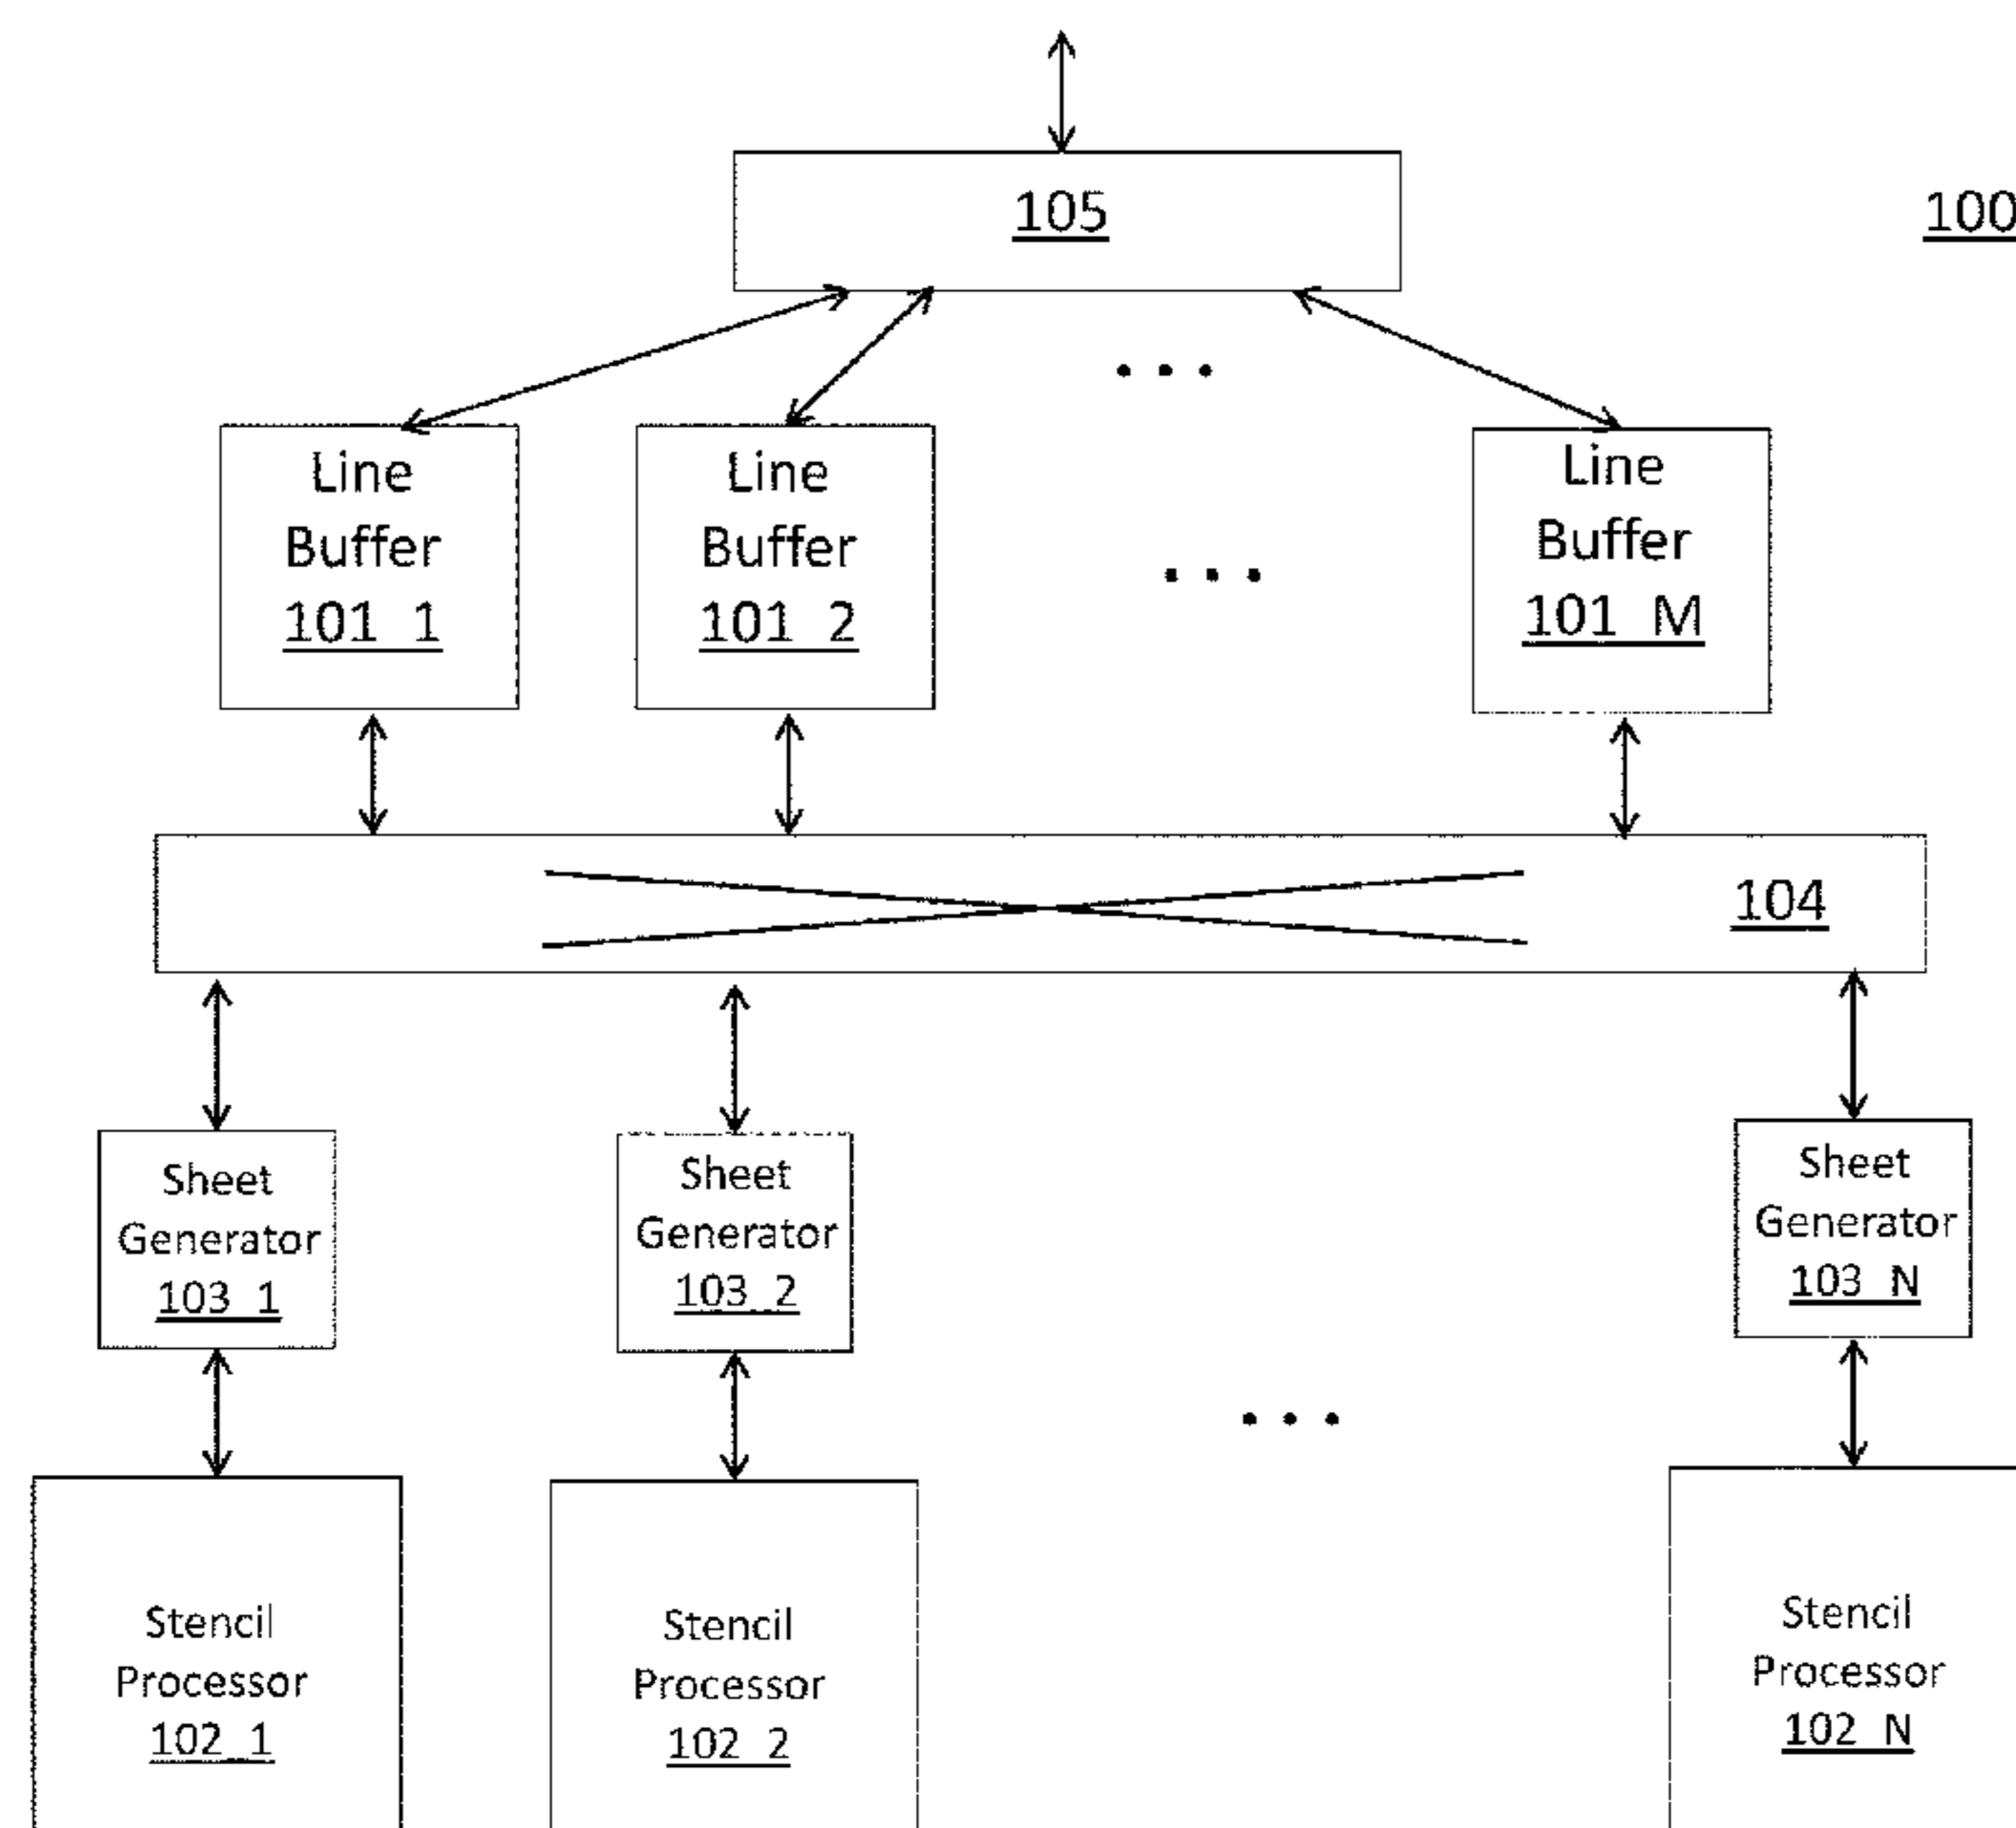 105
100
Line
Buffer
101_1
Line
Buffer
101_2
Line
Buffer
101_M
104
Sheet
Generator
103_1
Sheet
Generator
103_2
Sheet
Generator
103_N
Stencil
Processor
102_1
Stencil
Processor
102_2
Stencil
Processor
102_N